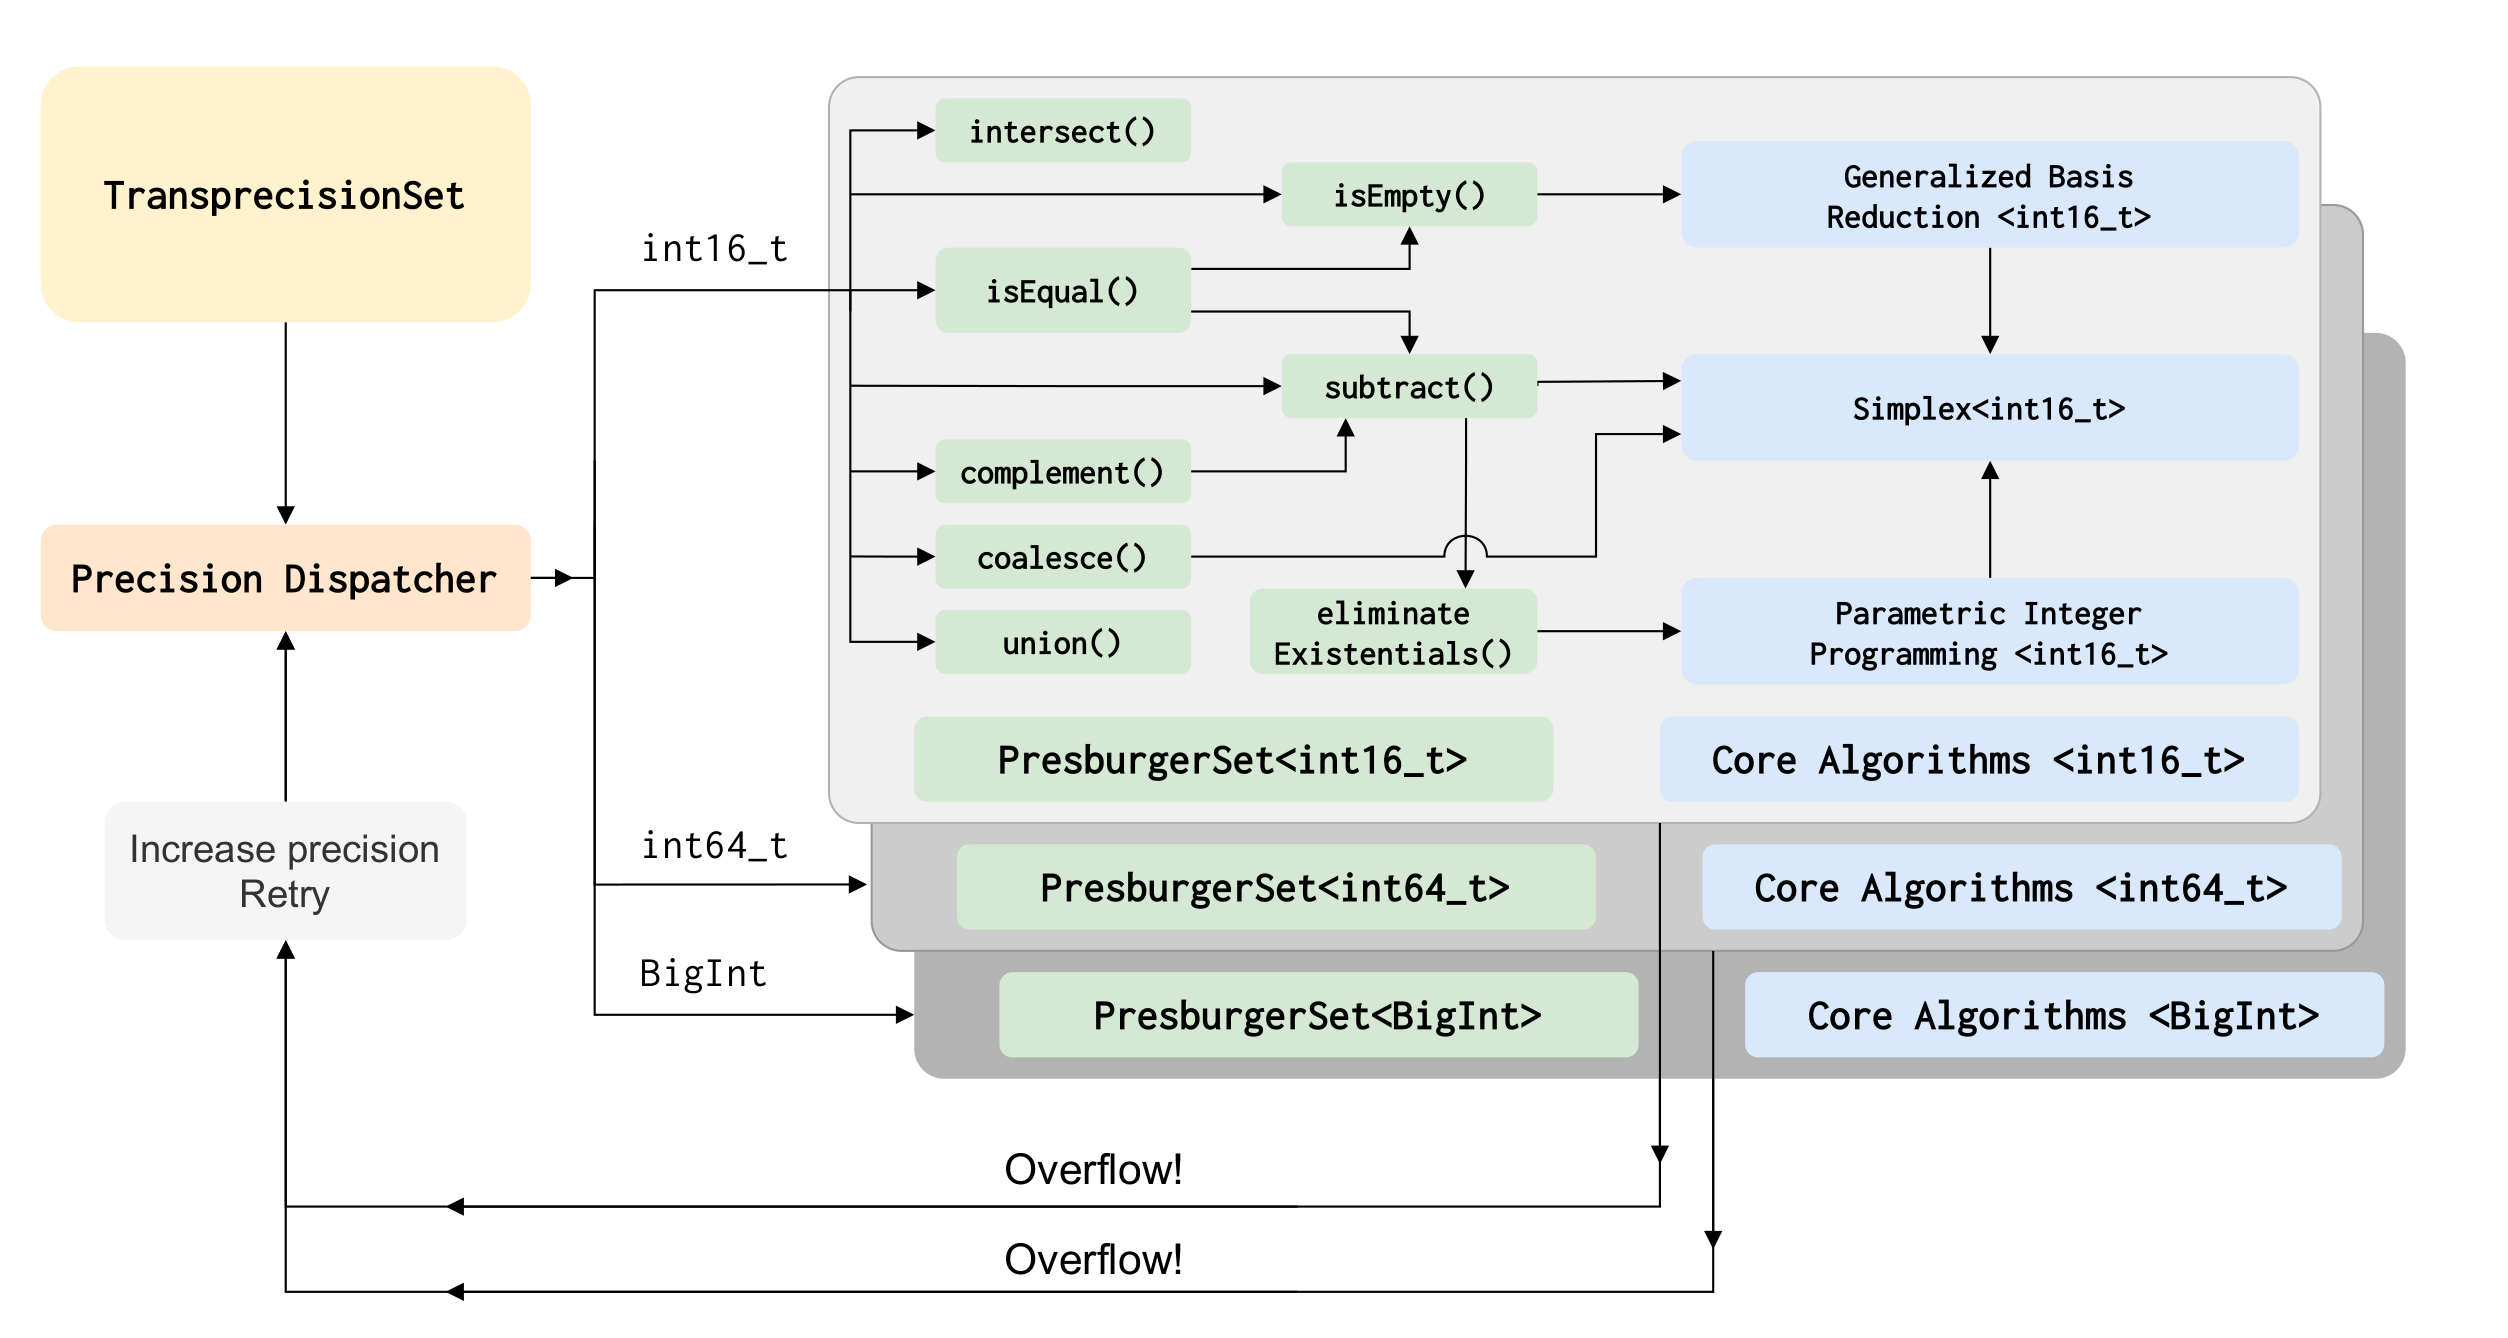 TransprecisionSet
Precision Dispatcher
Increase precision
Retry
int16_t
int64_t
BigInt
intersect()
isEmpty()
isEqual()
subtract()
complement()
coalesce()
union()
eliminate
Existentials()
Generalized Basis
Reduction <int16_t>
Simplex<int16_t>
Parametric Integer
Programming <int16_t>
PresburgerSet<int16_t>
Core Algorithms <int16_t>
PresburgerSet<int64_t>
Core Algorithms <int64_t>
PresburgerSet<BigInt>
Core Algorithms <BigInt>
Overflow!
Overflow!